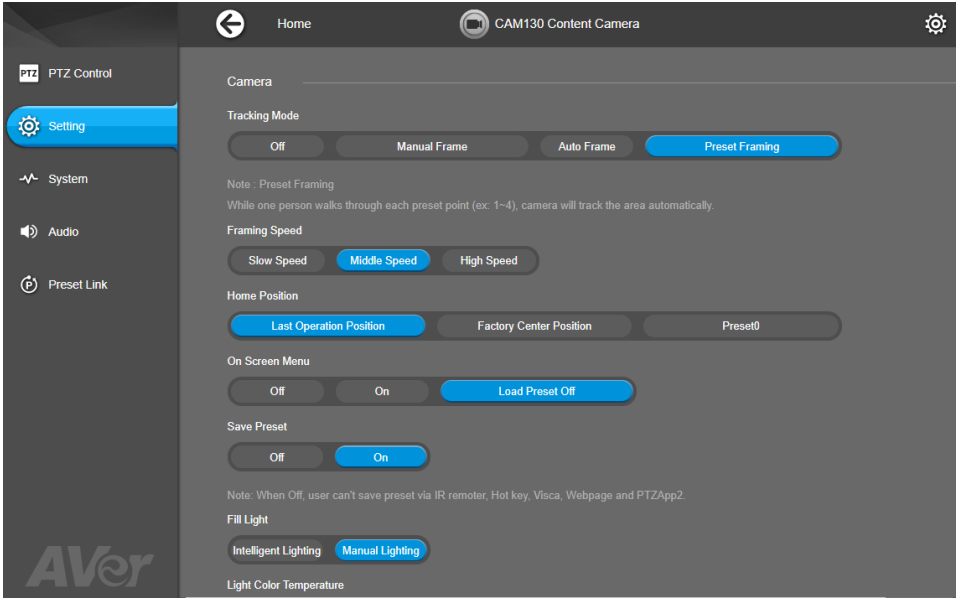 Home
CAM130 Content Camera
PTZ PTZ Control
Setting
System
Audio
P Preset Link
AVer
Camera
Tracking Mode
Off Manual Frame Auto Frame Preset Framing
Note : Preset Framing
While one person walks through each preset point (ex: 1~4), camera will track the area automatically.
Framing Speed
Slow Speed Middle Speed High Speed
Home Position
Last Operation Position Factory Center Position Preset0
On Screen Menu
Off On Load Preset Off
Save Preset
Off On
Note: When Off, user can't save preset via IR remoter, Hot key, Visca, Webpage and PTZApp2.
Fill Light
Intelligent Lighting Manual Lighting
Light Color Temperature